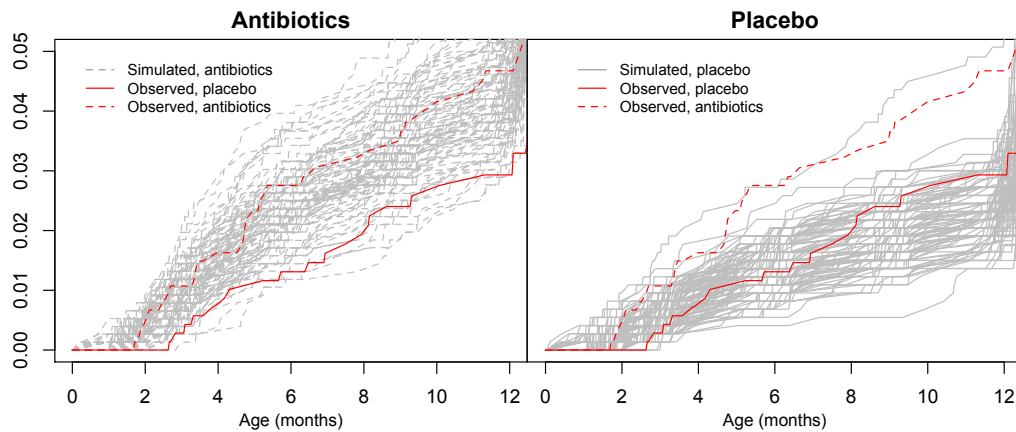 Antibiotics
Placebo
0.05
0.04
0.03
0.02
0.01
0.00
Simulated, antibiotics
Observed, placebo
Observed, antibiotics
Simulated, placebo
Observed, placebo
Observed, antibiotics
0 2 4 6 8 10 12
0 2 4 6 8 10 12
Age (months)
Age (months)